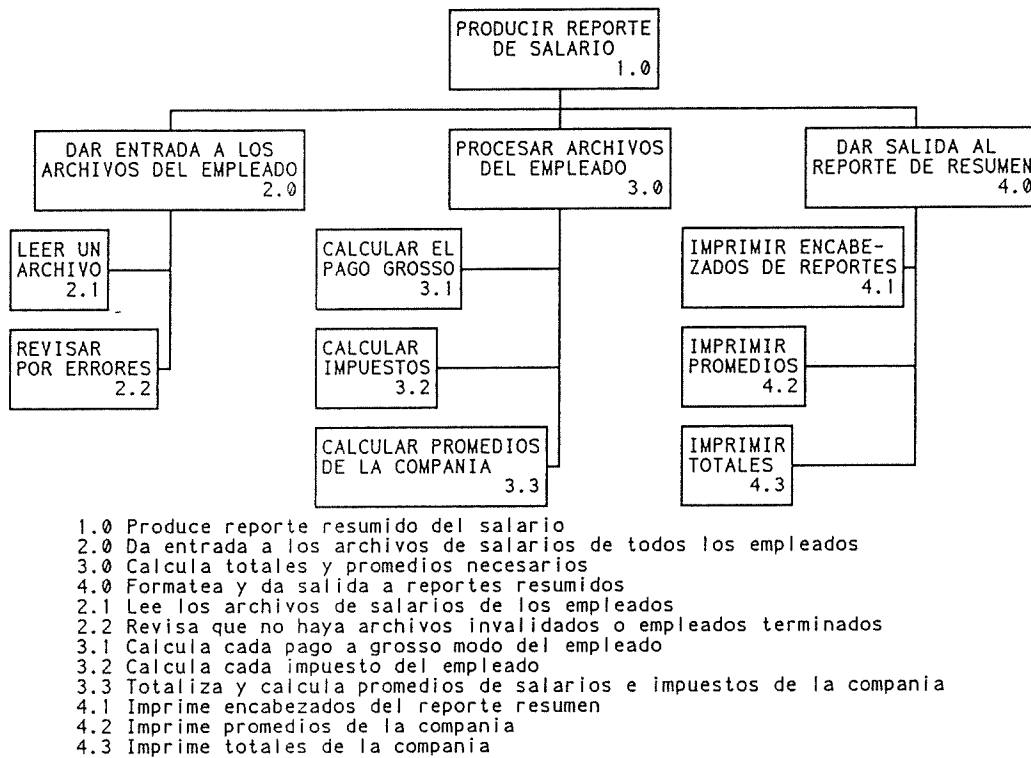 PRODUCIR REPORTE
DE SALARIO
1.0
DAR ENTRADA A LOS
ARCHIVOS DEL EMPLEADO
2.0
PROCESAR ARCHIVOS
DEL EMPLEADO
3.0
DAR SALIDA AL
REPORTE DE RESUMEN
4.0
LEER UN
ARCHIVO
2.1
REVISAR
POR ERRORES
2.2
CALCULAR EL
PAGO GROSSO
3.1
CALCULAR
IMPUESTOS
3.2
CALCULAR PROMEDIOS
DE LA COMPANIA
3.3
IMPRIMIR ENCABE-
ZADOS DE REPORTES
4.1
IMPRIMIR
PROMEDIOS
4.2
IMPRIMIR
TOTALES
4.3
1.0 Produce reporte resumido del salario
2.0 Da entrada a los archivos de salarios de todos los empleados
3.0 Calcula totales y promedios necesarios
4.0 Formatea y da salida a reportes resumidos
2.1 Lee los archivos de salarios de los empleados
2.2 Revisa que no haya archivos invalidados o empleados terminados
3.1 Calcula cada pago a grosso modo del empleado
3.2 Calcula cada impuesto del empleado
3.3 Totaliza y calcula promedios de salarios e impuestos de la compania
4.1 Imprime encabezados del reporte resumen
4.2 Imprime promedios de la compania
4.3 Imprime totales de la compania